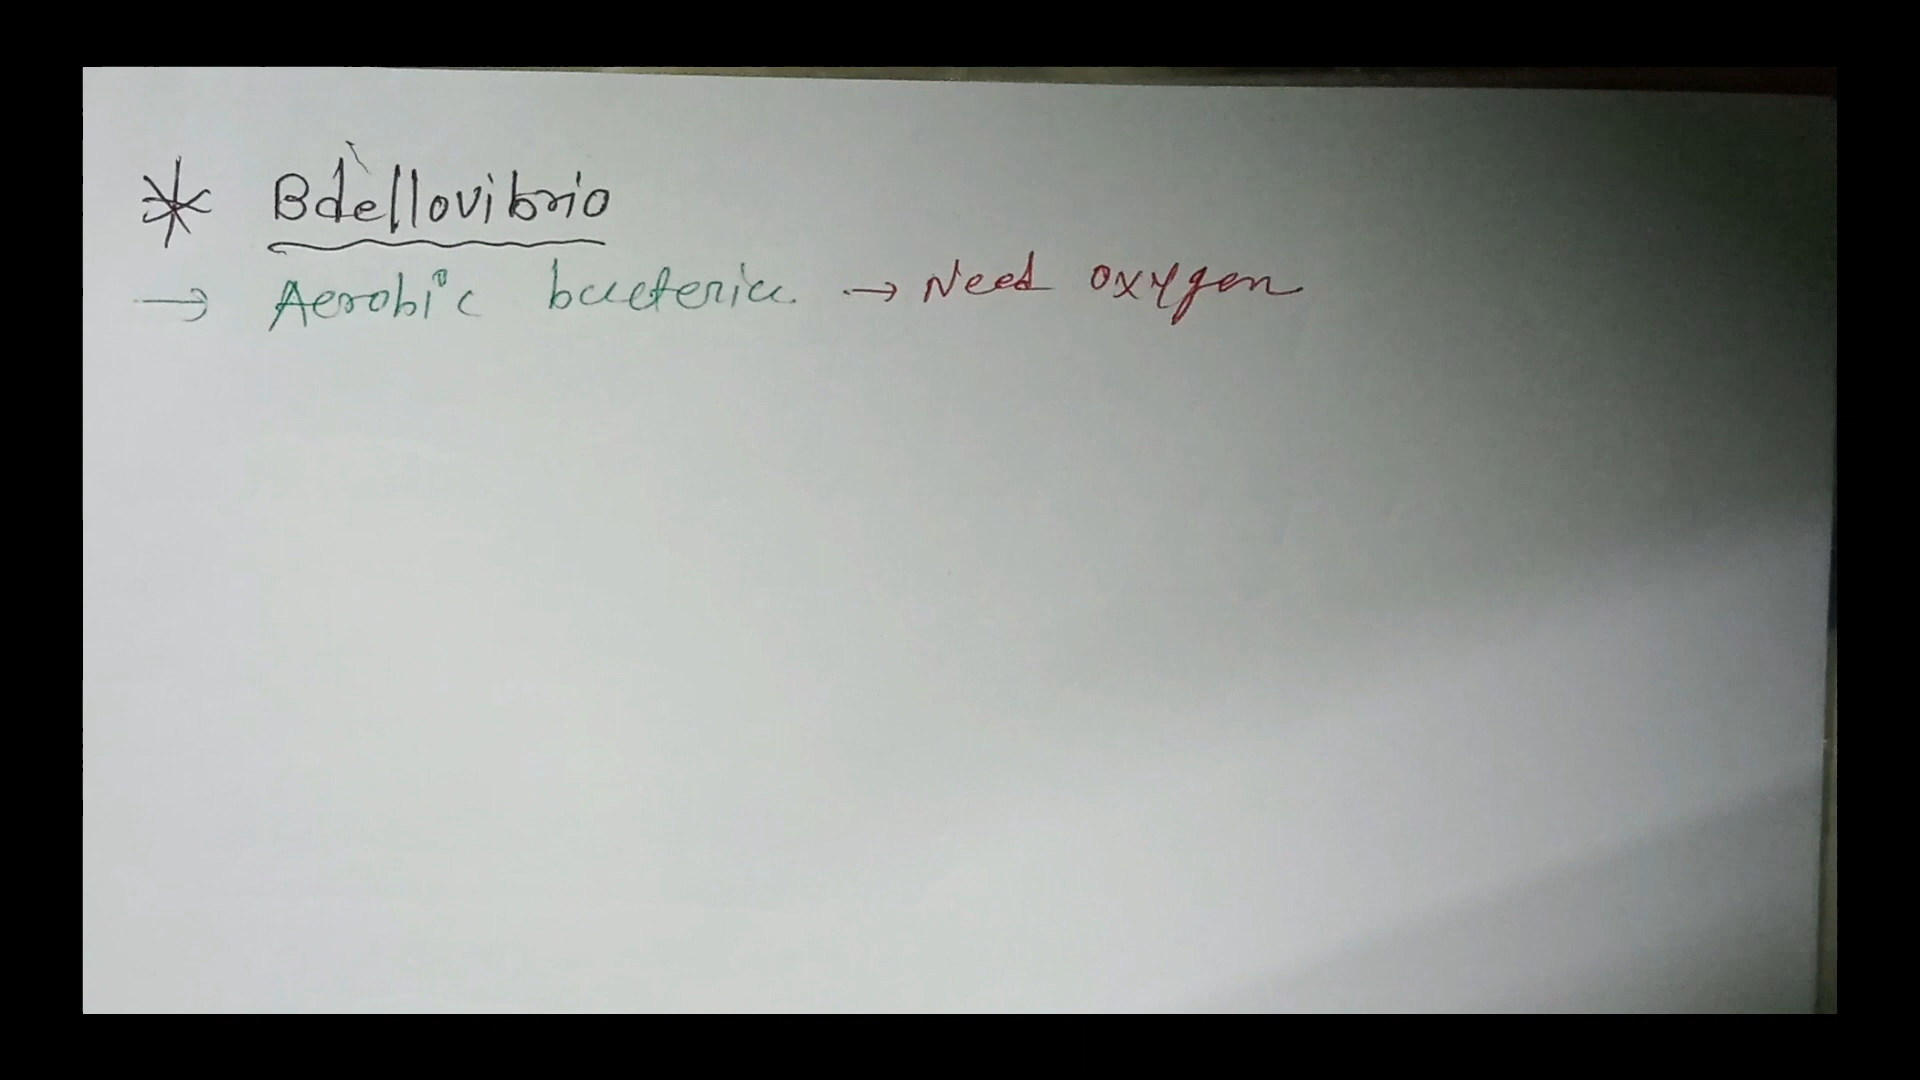 * Bdellovibrio
→ Aerobic bacteria → Need oxygen